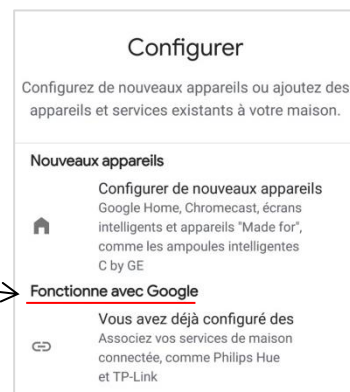 Configurer
Configurez de nouveaux appareils ou ajoutez des
appareils et services existants à votre maison.
Nouveaux appareils
Configurer de nouveaux appareils
Google Home, Chromecast, écrans
intelligents et appareils "Made for",
comme les ampoules intelligentes
C by GE
Fonctionne avec Google
Vous avez déjà configuré des
Associez vos services de maison
connectée, comme Philips Hue
et TP-Link